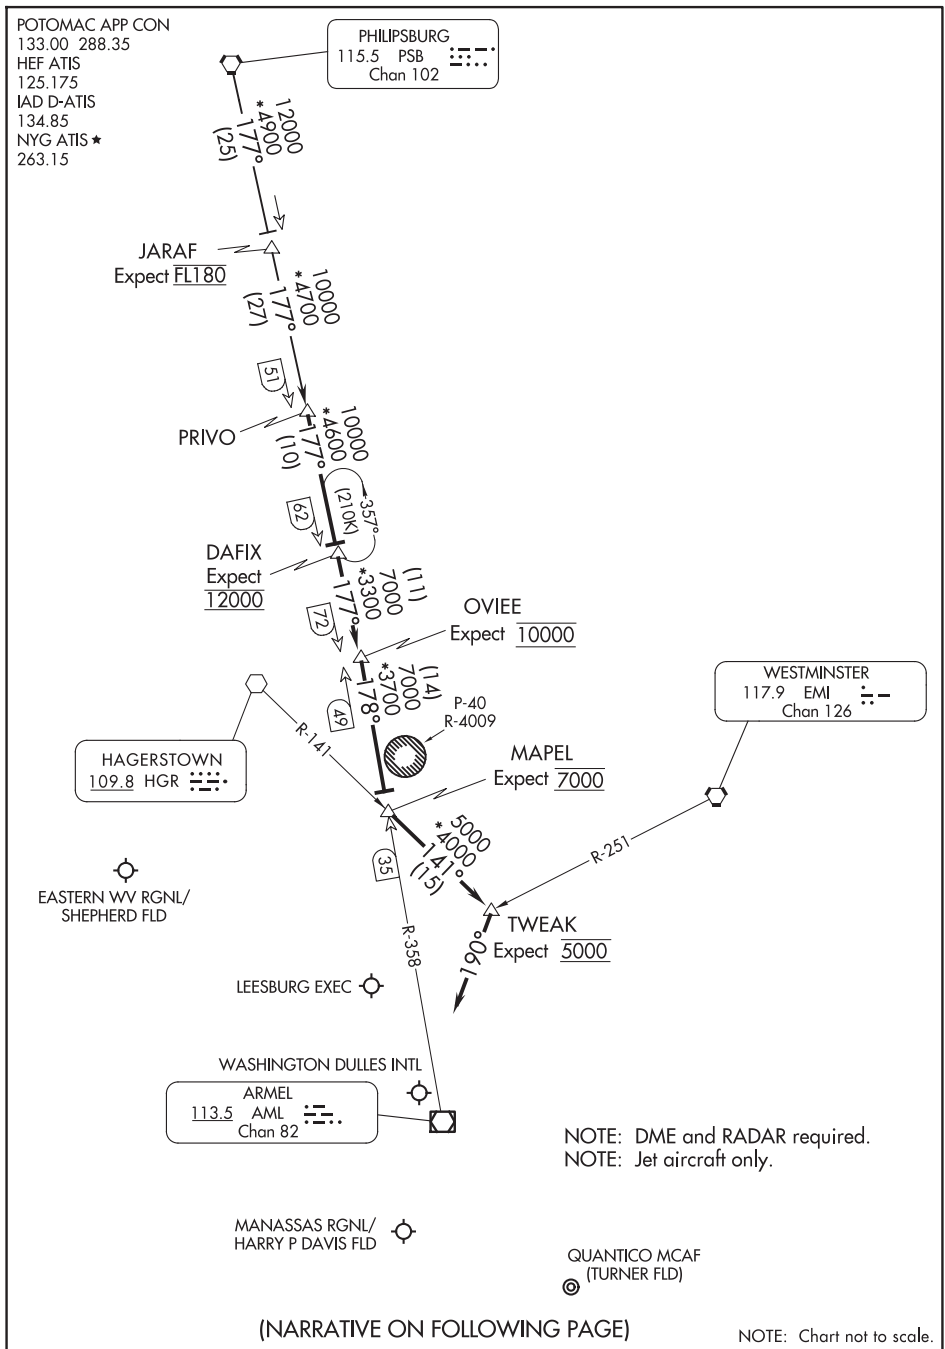 POTOMAC APP CON
133.00 288.35
HEF ATIS
125.175
IAD D-ATIS
134.85
NYG ATIS ★
263.15
PHILIPSBURG
115.5 PSB
Chan 102
12000
*4900
177°
(25)
JARAF
Expect FL180
10000
*4700
177°
(27)
51
PRIVO
10000
*4600
177°
(10)
357°
(210K)
62
DAFIX
Expect
12000
(11)
7000
*3300
177°
72
OVIEE
Expect 10000
(14)
7000
*3700
178°
49
P-40
R-4009
WESTMINSTER
117.9 EMI
Chan 126
HAGERSTOWN
109.8 HGR
R-141
MAPEL
Expect 7000
5000
*4000
141°
(15)
R-251
35
EASTERN WV RGNL/
SHEPHERD FLD
TWEAK
Expect 5000
190°
R-358
LEESBURG EXEC
WASHINGTON DULLES INTL
ARMEL
113.5 AML
Chan 82
NOTE: DME and RADAR required.
NOTE: Jet aircraft only.
MANASSAS RGNL/
HARRY P DAVIS FLD
QUANTICO MCAF
(TURNER FLD)
(NARRATIVE ON FOLLOWING PAGE)
NOTE: Chart not to scale.